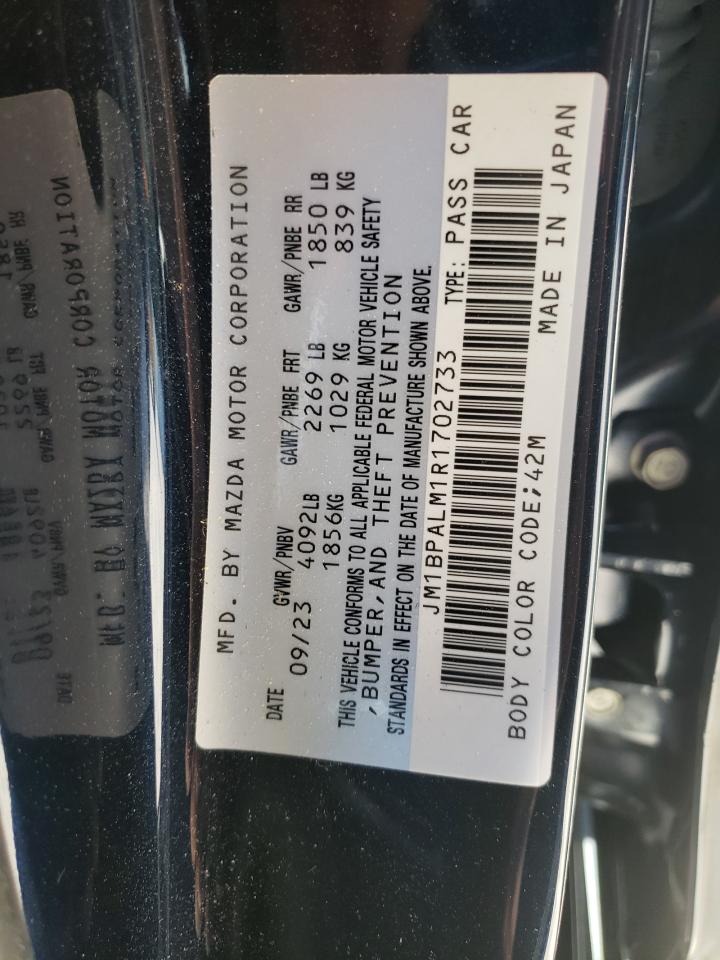 MFD. BY MAZDA MOTOR CORPORATION
DATE GVWR/PNBV GAWR/PNBE FRT GAWR/PNBE RR
09/23 4092LB 2269 LB 1850 LB
1856KG 1029 KG 839 KG
THIS VEHICLE CONFORMS TO ALL APPLICABLE FEDERAL MOTOR VEHICLE SAFETY
,BUMPER,AND THEFT PREVENTION
STANDARDS IN EFFECT ON THE DATE OF MANUFACTURE SHOWN ABOVE.
JM1BPALM1R1702733 TYPE: PASS CAR
BODY COLOR CODE;42M MADE IN JAPAN